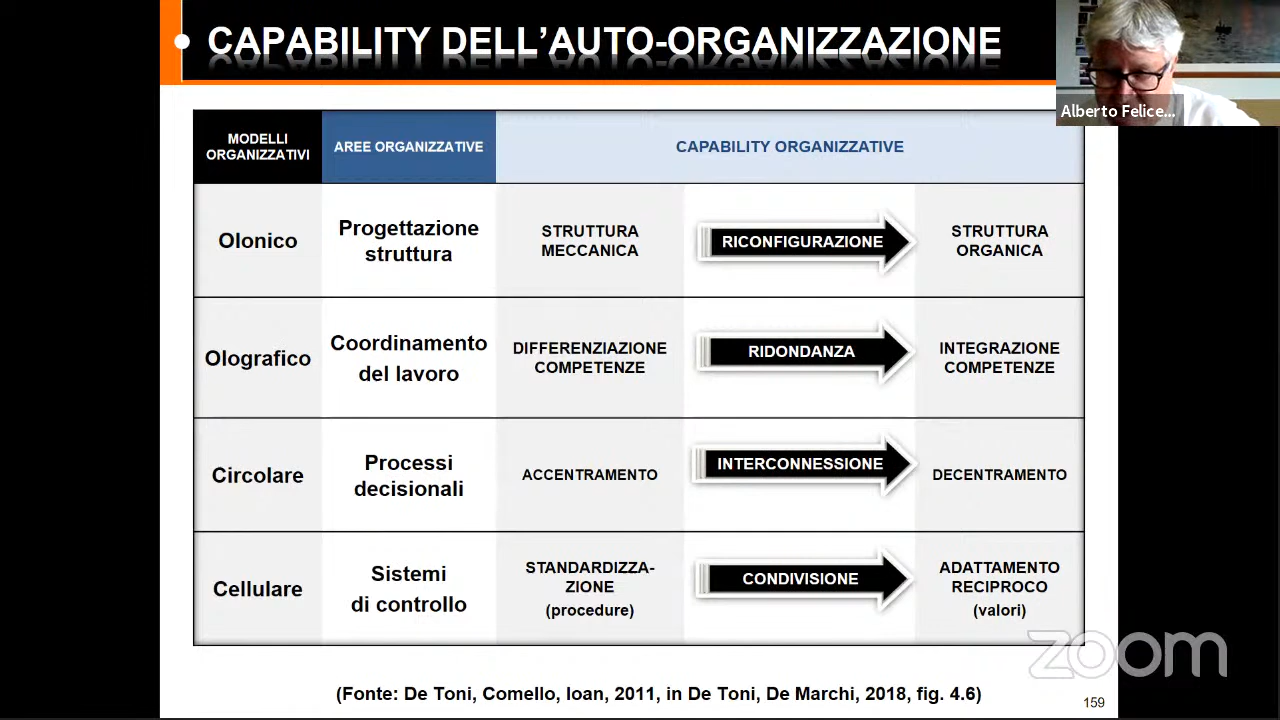 CAPABILITY DELL'AUTO-ORGANIZZAZIONE
Alberto Felice...
MODELLI
ORGANIZZATIVI
AREE ORGANIZZATIVE
CAPABILITY ORGANIZZATIVE
Olonico
Progettazione
struttura
STRUTTURA
MECCANICA
RICONFIGURAZIONE
STRUTTURA
ORGANICA
Olografico
Coordinamento
del lavoro
DIFFERENZIAZIONE
COMPETENZE
RIDONDANZA
INTEGRAZIONE
COMPETENZE
Circolare
Processi
decisionali
ACCENTRAMENTO
INTERCONNESSIONE
DECENTRAMENTO
Cellulare
Sistemi
di controllo
STANDARDIZZA-
ZIONE
(procedure)
CONDIVISIONE
ADATTAMENTO
RECIPROCO
(valori)
zoom
(Fonte: De Toni, Comello, Ioan, 2011, in De Toni, De Marchi, 2018, fig. 4.6)
159